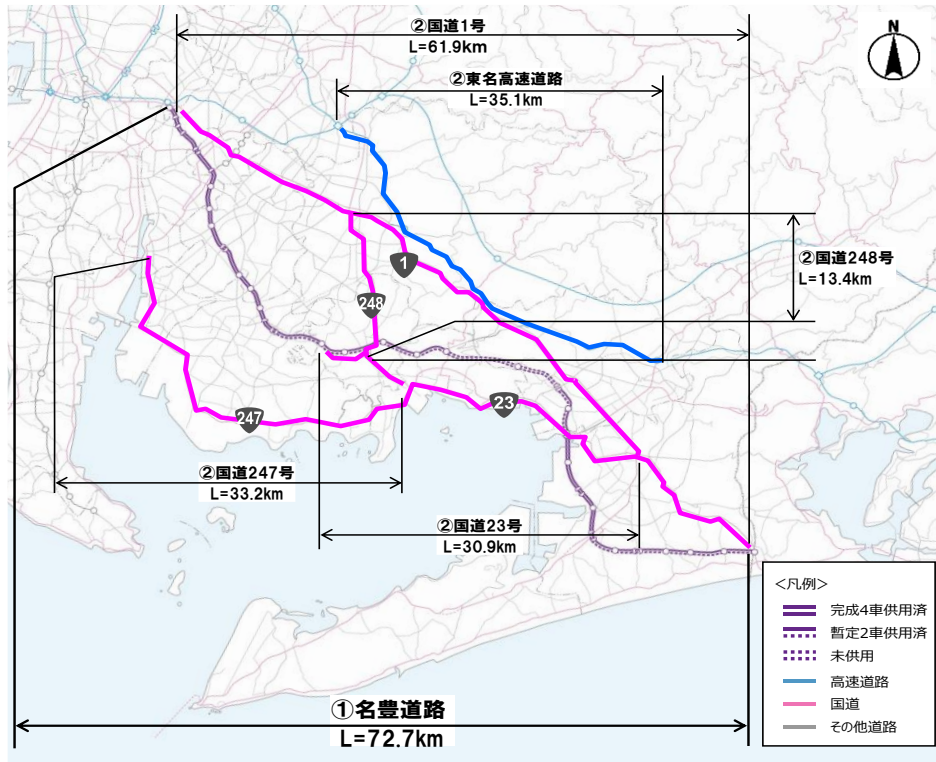 ②国道1号
L=61.9km
N
②東名高速道路
L=35.1km
②国道248号
L=13.4km
1
248
23
247
②国道247号
L=33.2km
②国道23号
L=30.9km
<凡例>
完成4車供用済
暫定2車供用済
未供用
高速道路
国道
その他道路
①名豊道路
L=72.7km